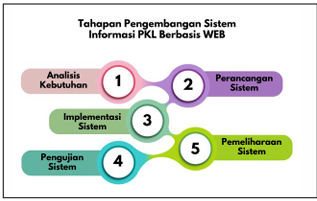 Tahapan Pengembangan Sistem
Informasi PKL Berbasis WEB
Analisis
Kebutuhan
1
2
Perancangan
Sistem
Implementasi
Sistem
3
Pengujian
Sistem
4
5
Pemeliharaan
Sistem